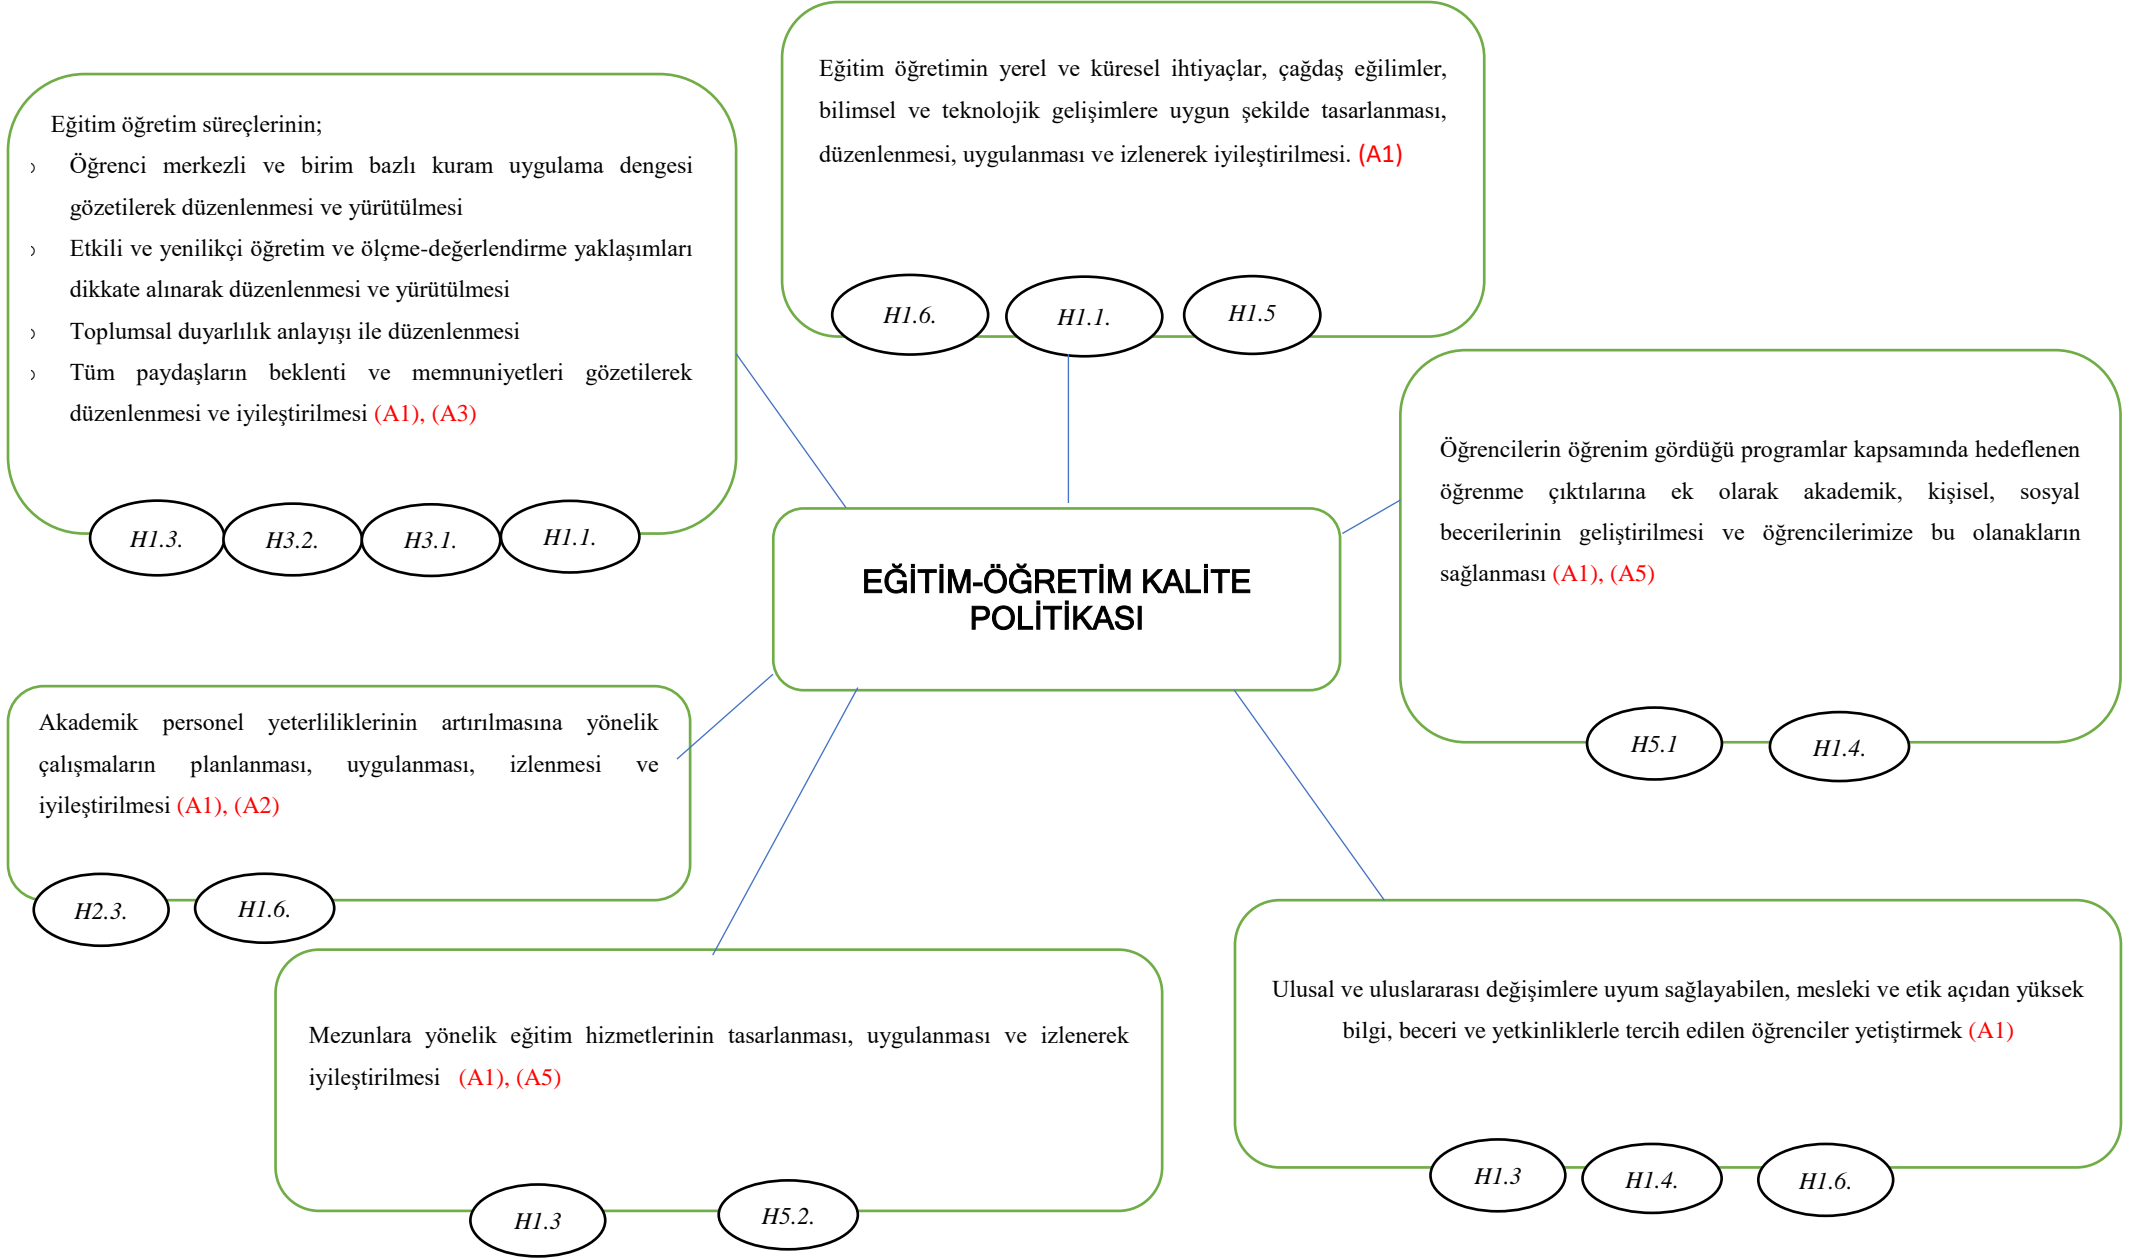 Eğitim öğretim süreçlerinin;
Öğrenci merkezli ve birim bazlı kuram uygulama dengesi
gözetilerek düzenlenmesi ve yürütülmesi
Etkili ve yenilikçi öğretim ve ölçme-değerlendirme yaklaşımları
dikkate alınarak düzenlenmesi ve yürütülmesi
Toplumsal duyarlılık anlayışı ile düzenlenmesi
Tüm paydaşların beklenti ve memnuniyetleri gözetilerek
düzenlenmesi ve iyileştirilmesi (A1), (A3)
H1.3.
H3.2.
H3.1.
H1.1.
Eğitim öğretimin yerel ve küresel ihtiyaçlar, çağdaş eğilimler,
bilimsel ve teknolojik gelişimlere uygun şekilde tasarlanması,
düzenlenmesi, uygulanması ve izlenerek iyileştirilmesi. (A1)
H1.6.
H1.1.
H1.5
Öğrencilerin öğrenim gördüğü programlar kapsamında hedeflenen
öğrenme çıktılarına ek olarak akademik, kişisel, sosyal
becerilerinin geliştirilmesi ve öğrencilerimize bu olanakların
sağlanması (A1), (A5)
H5.1
H1.4.
EĞİTİM-ÖĞRETİM KALİTE
POLİTİKASI
Akademik personel yeterliliklerinin artırılmasına yönelik
çalışmaların planlanması, uygulanması, izlenmesi ve
iyileştirilmesi (A1), (A2)
H2.3.
H1.6.
Mezunlara yönelik eğitim hizmetlerinin tasarlanması, uygulanması ve izlenerek
iyileştirilmesi (A1), (A5)
H1.3
H5.2.
Ulusal ve uluslararası değişimlere uyum sağlayabilen, mesleki ve etik açıdan yüksek
bilgi, beceri ve yetkinliklerle tercih edilen öğrenciler yetiştirmek (A1)
H1.3
H1.4.
H1.6.